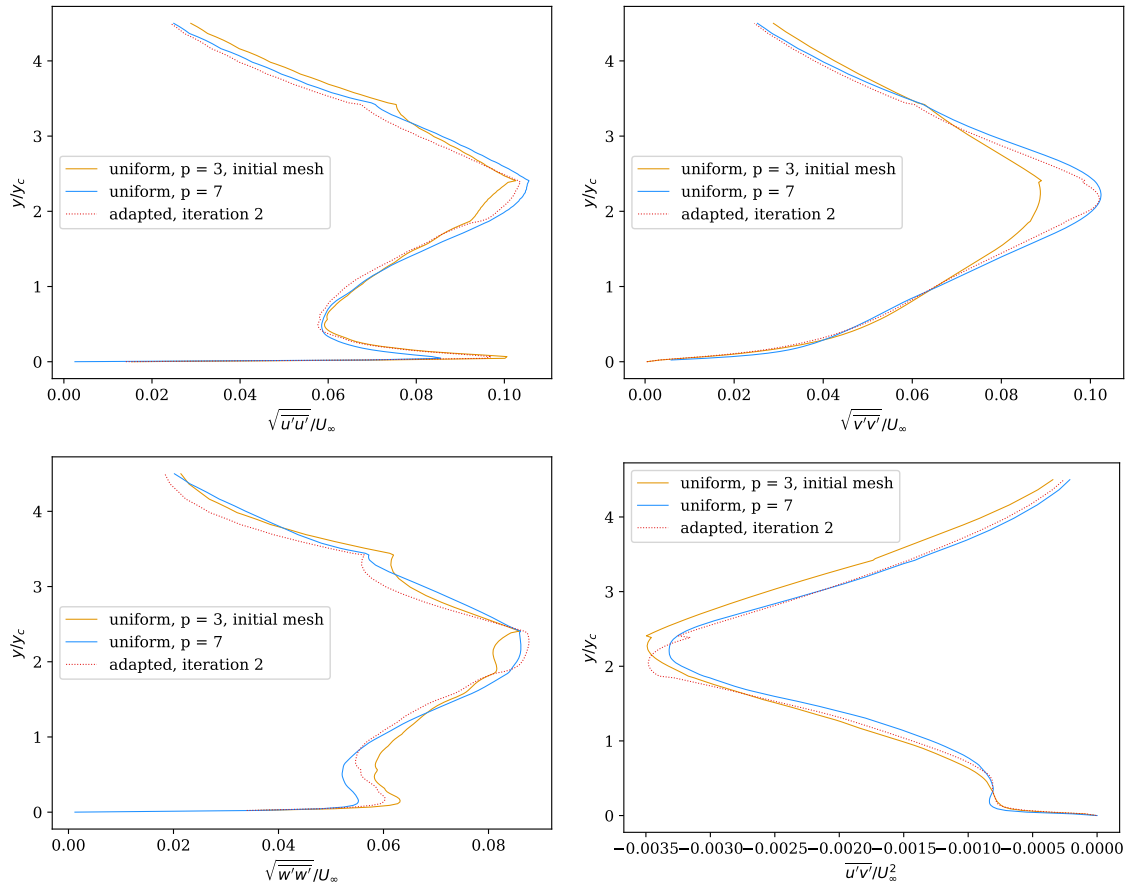 4
3
2
1
0
y/y_c
uniform, p = 3, initial mesh
uniform, p = 7
adapted, iteration 2
0.00 0.02 0.04 0.06 0.08 0.10
√u'u'/U∞
4
3
2
1
0
y/y_c
uniform, p = 3, initial mesh
uniform, p = 7
adapted, iteration 2
0.00 0.02 0.04 0.06 0.08 0.10
√v'v'/U∞
4
3
2
1
0
y/y_c
uniform, p = 3, initial mesh
uniform, p = 7
adapted, iteration 2
0.00 0.02 0.04 0.06 0.08
√w'w'/U∞
uniform, p = 3, initial mesh
uniform, p = 7
adapted, iteration 2
4
3
2
1
0
y/y_c
−0.0035−0.0030−0.0025−0.0020−0.0015−0.0010−0.0005 0.0000
u'v'/U∞²